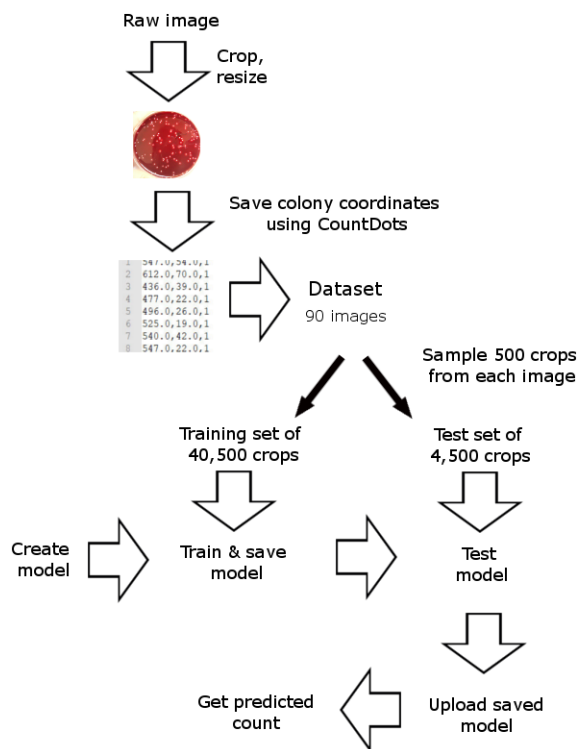 Raw image
Crop,
resize
Save colony coordinates
using CountDots
1 547.0,54.0,1
2 612.0,70.0,1
3 436.0,39.0,1
4 477.0,22.0,1
5 496.0,26.0,1
6 525.0,19.0,1
7 540.0,42.0,1
8 547.0,22.0,1
Dataset
90 images
Sample 500 crops
from each image
Training set of
40,500 crops
Test set of
4,500 crops
Create
model
Train & save
model
Test
model
Get predicted
count
Upload saved
model